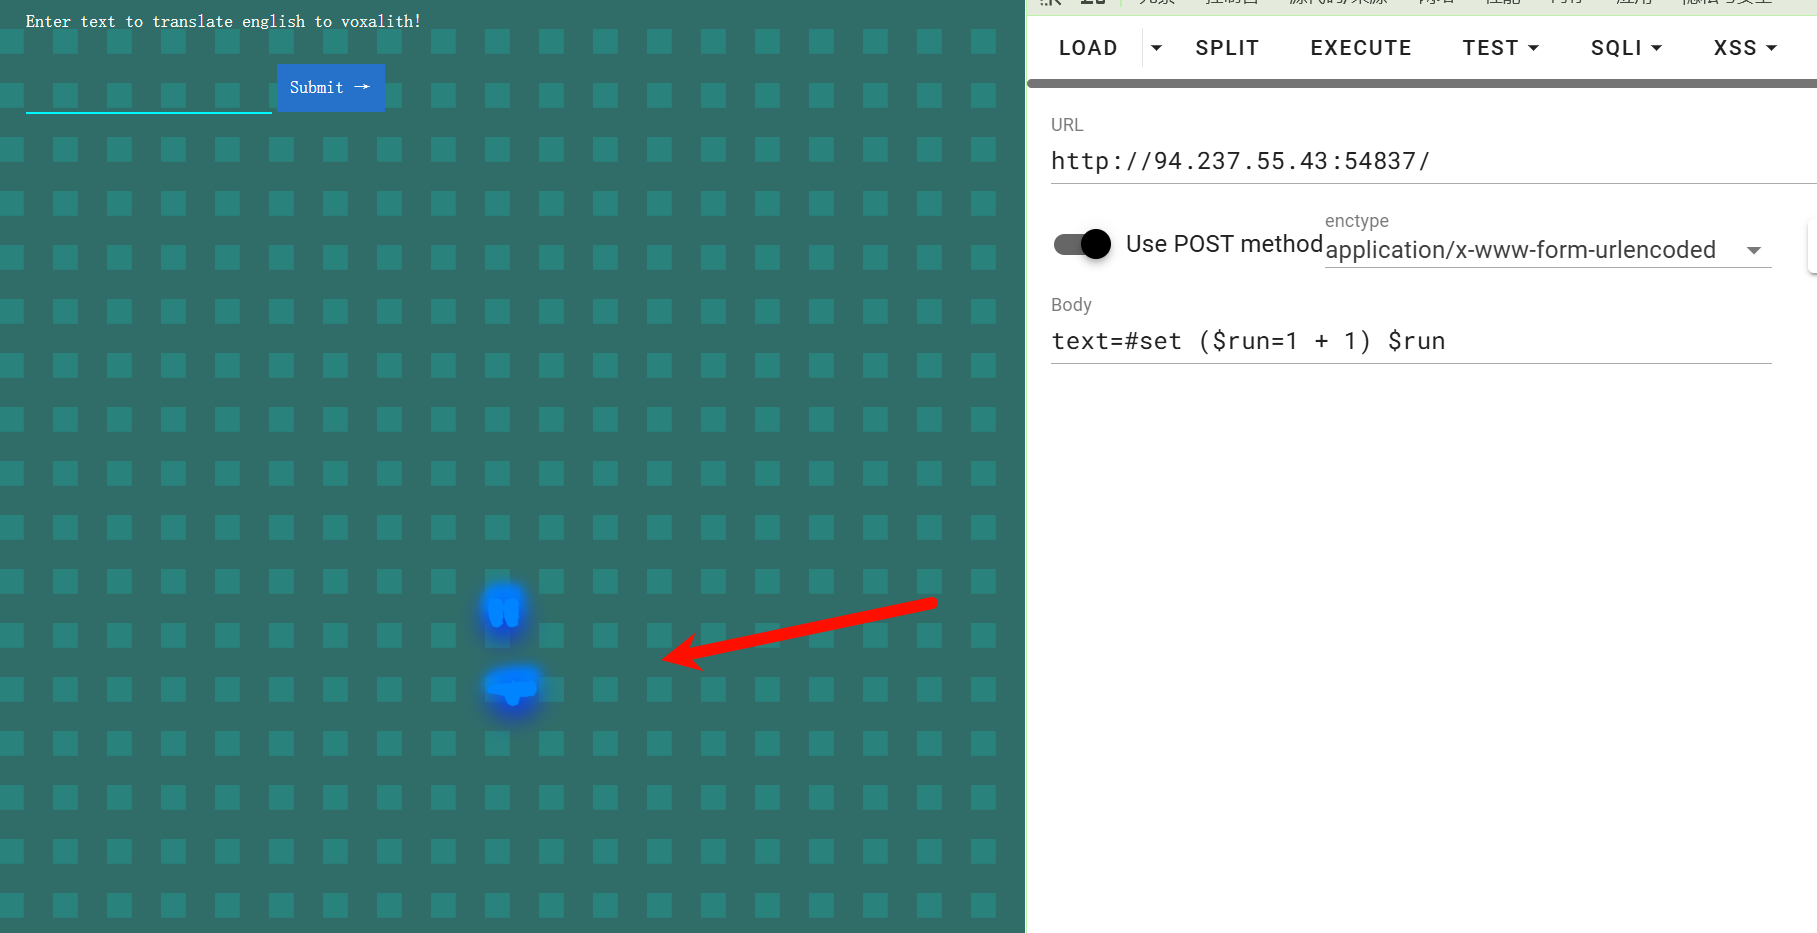 Enter text to translate english to voxalith!
Submit →
LOAD SPLIT EXECUTE TEST SQLI XSS
URL
http://94.237.55.43:54837/
Use POST method
enctype
application/x-www-form-urlencoded
Body
text=#set ($run=1 + 1) $run